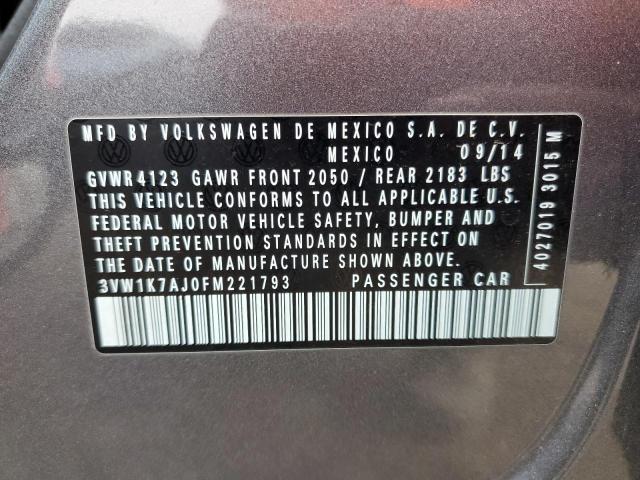 MFD BY VOLKSWAGEN DE MEXICO S.A. DE C.V.
MEXICO 09/14
GVWR 4123 GAWR FRONT 2050 / REAR 2183 LBS
THIS VEHICLE CONFORMS TO ALL APPLICABLE U.S.
FEDERAL MOTOR VEHICLE SAFETY, BUMPER AND
THEFT PREVENTION STANDARDS IN EFFECT ON
THE DATE OF MANUFACTURE SHOWN ABOVE.
3VW1K7AJ0FM221793 PASSENGER CAR
4027019 3015 M